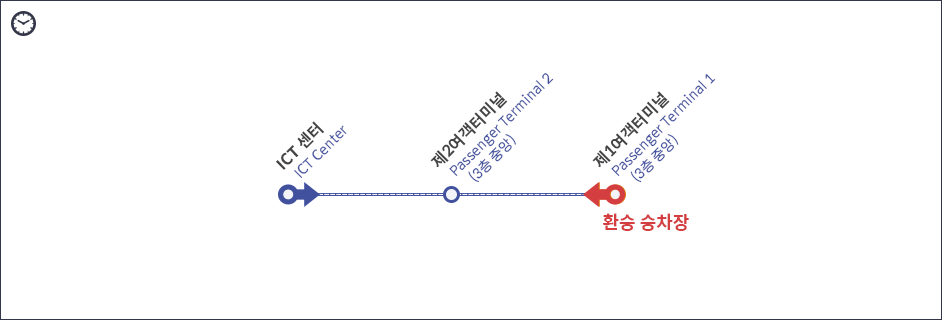 ICT 센터
ICT Center
제2여객터미널
Passenger Terminal 2
(3층 중앙)
제1여객터미널
Passenger Terminal 1
(3층 중앙)
환승 승차장